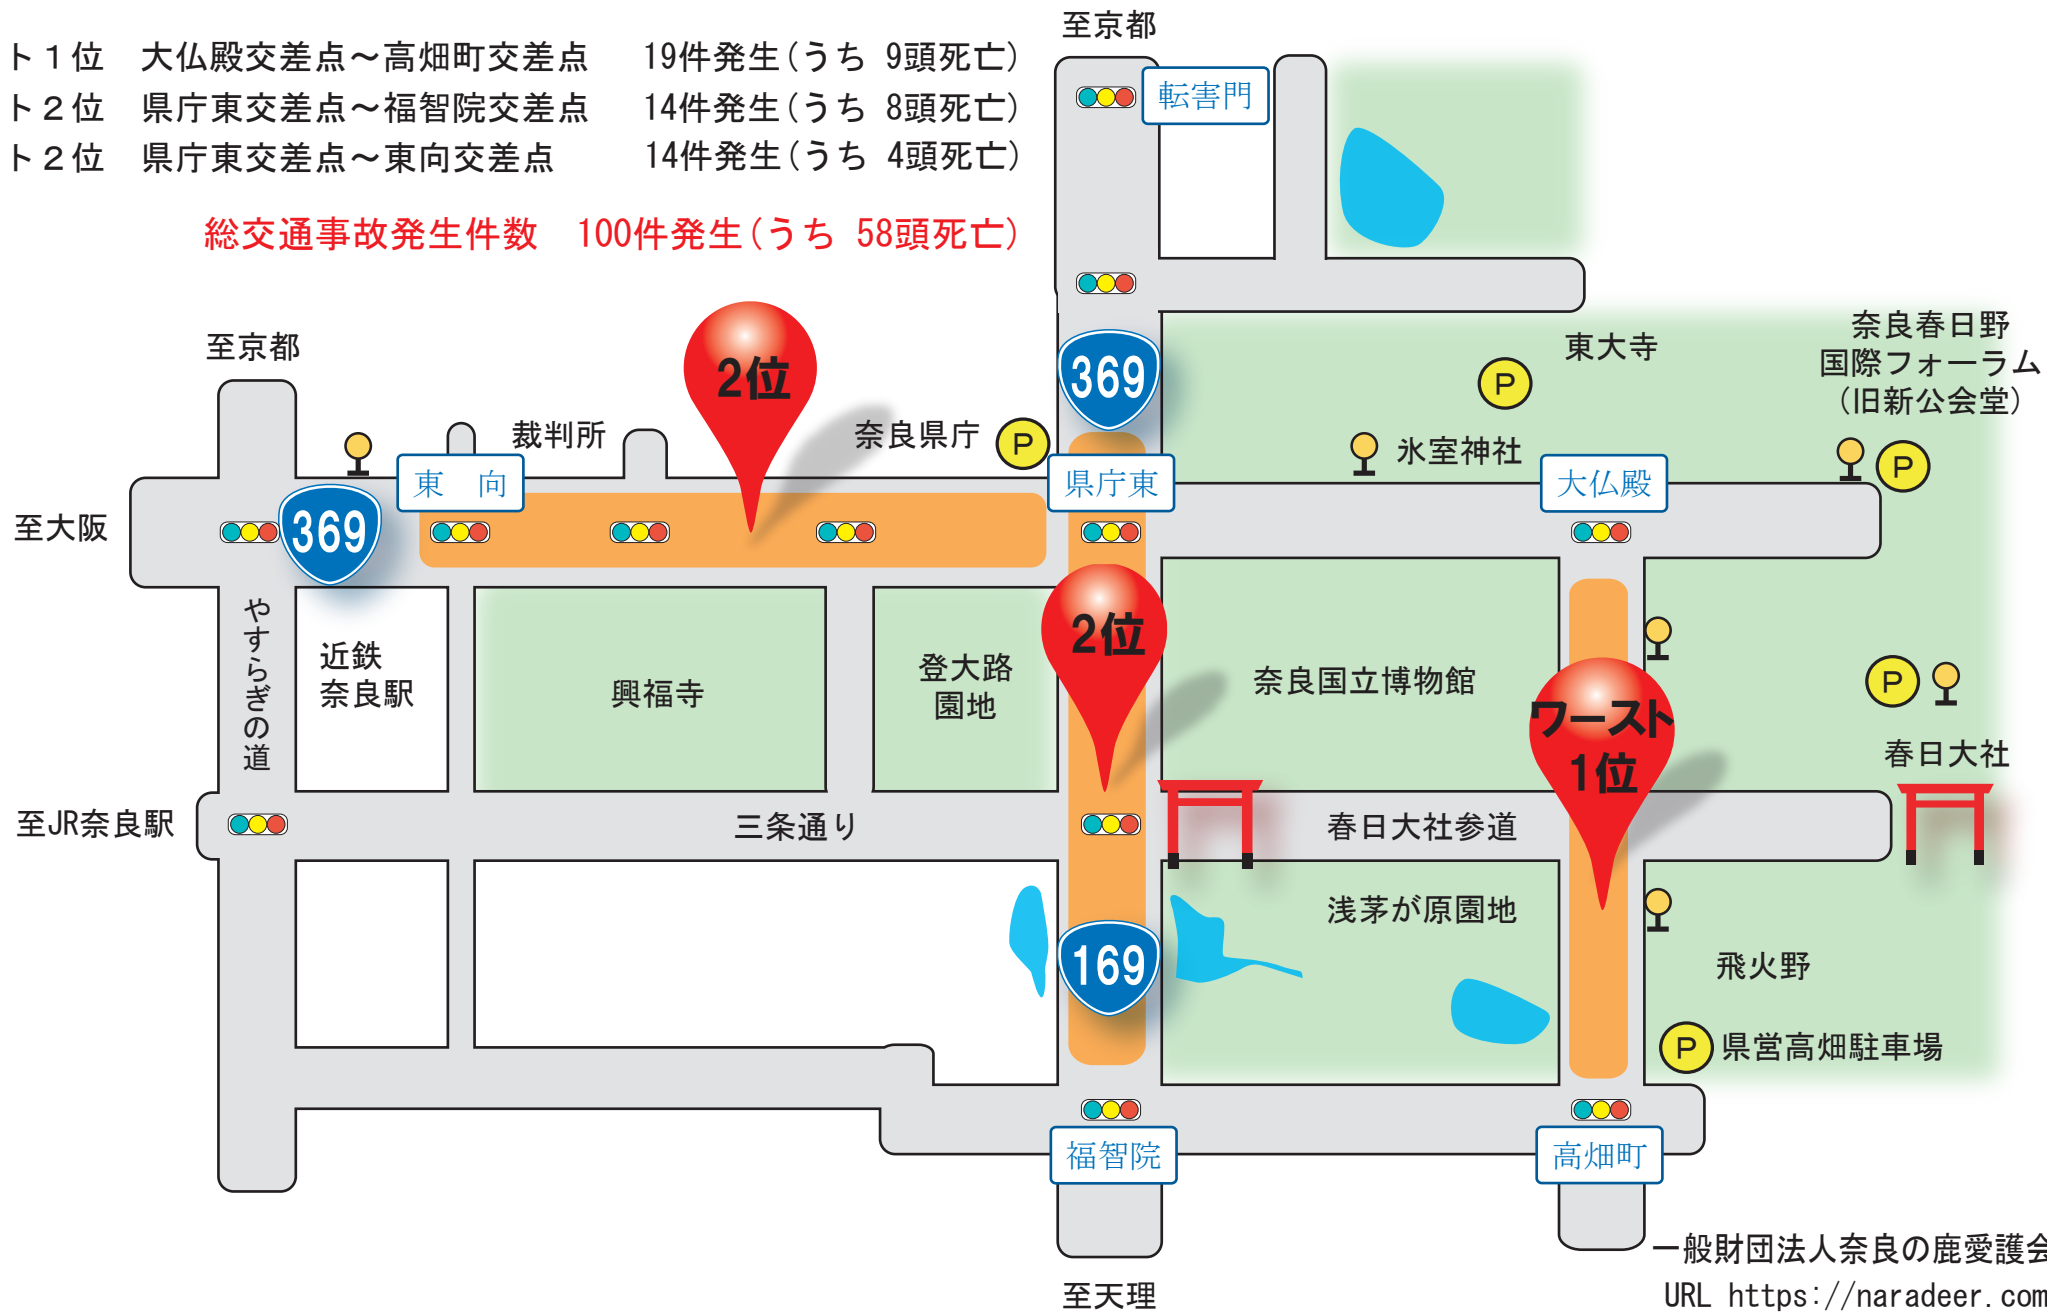 ト１位　大仏殿交差点～高畑町交差点　19件発生(うち 9頭死亡)
ト２位　県庁東交差点～福智院交差点　14件発生(うち 8頭死亡)
ト２位　県庁東交差点～東向交差点　14件発生(うち 4頭死亡)
総交通事故発生件数　100件発生(うち 58頭死亡)
至京都
転害門
至京都
2位
369
東大寺
P
奈良春日野
国際フォーラム
(旧新公会堂)
裁判所
奈良県庁
P
氷室神社
P
東　向
県庁東
大仏殿
至大阪
369
やすらぎの道
近鉄
奈良駅
興福寺
登大路
園地
2位
奈良国立博物館
ワースト
1位
P
春日大社
至JR奈良駅
三条通り
春日大社参道
浅茅が原園地
169
飛火野
P
県営高畑駐車場
福智院
高畑町
至天理
一般財団法人奈良の鹿愛護会
URL https://naradeer.com